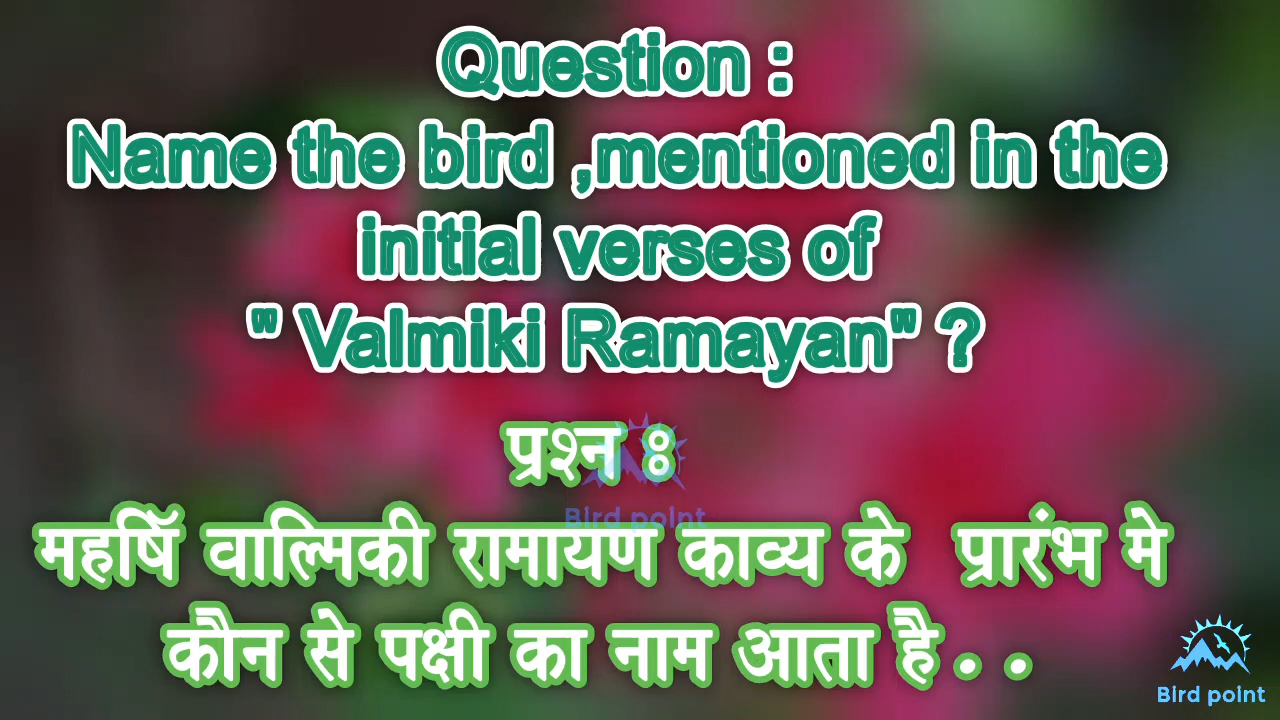 Question :
Name the bird ,mentioned in the
initial verses of
" Valmiki Ramayan" ?
प्रश्न ः
Bird point
महर्षि वाल्मिकी रामायण काव्य के प्रारंभ मे
कौन से पक्षी का नाम आता है . .
Bird point